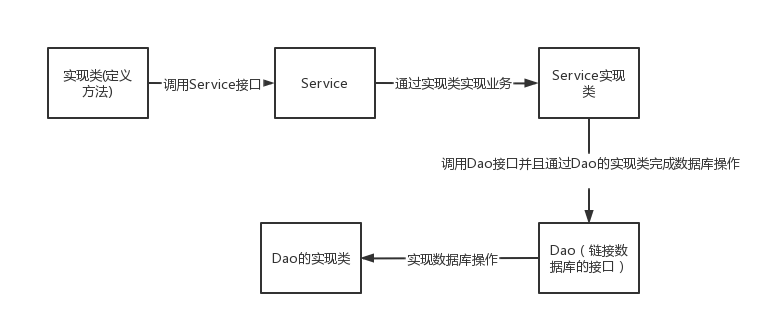 实现类(定义
方法)
调用Service接口
Service
通过实现类实现业务
Service实现
类
调用Dao接口并且通过Dao的实现类完成数据库操作
Dao的实现类
实现数据库操作
Dao（链接数
据库的接口）